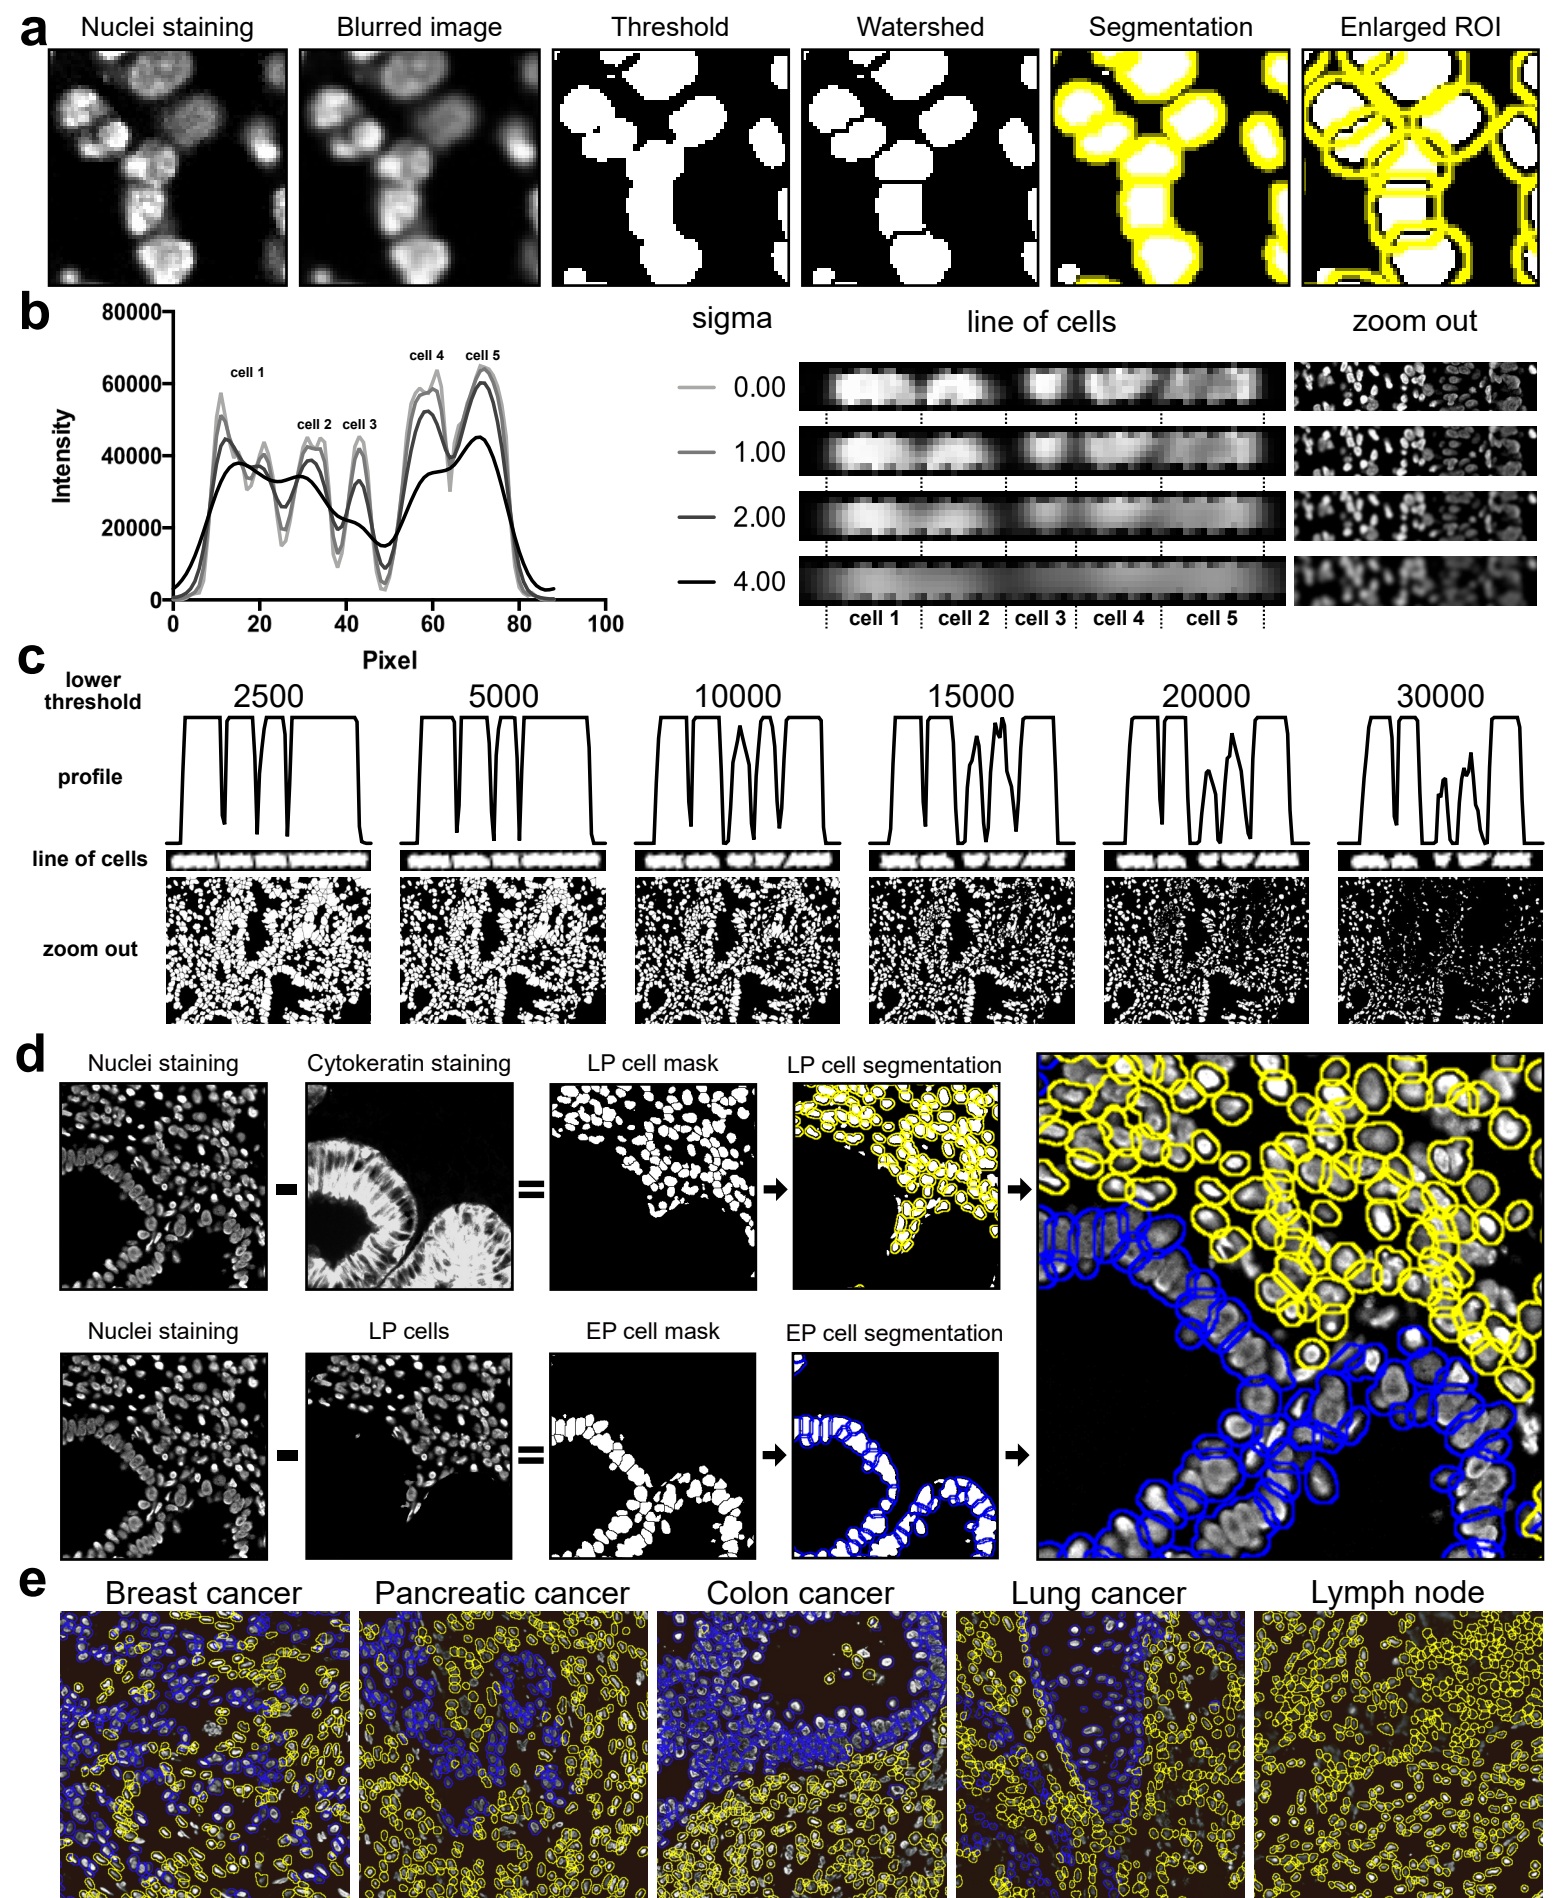 a
Nuclei staining
Blurred image
Threshold
Watershed
Segmentation
Enlarged ROI
b
80000
60000
40000
20000
0
Intensity
0
20
40
60
80
100
Pixel
cell 1
cell 2
cell 3
cell 4
cell 5
sigma
line of cells
zoom out
0.00
1.00
2.00
4.00
cell 1
cell 2
cell 3
cell 4
cell 5
c
lower
threshold
2500
5000
10000
15000
20000
30000
profile
line of cells
zoom out
d
Nuclei staining
Cytokeratin staining
LP cell mask
LP cell segmentation
Nuclei staining
LP cells
EP cell mask
EP cell segmentation
e
Breast cancer
Pancreatic cancer
Colon cancer
Lung cancer
Lymph node